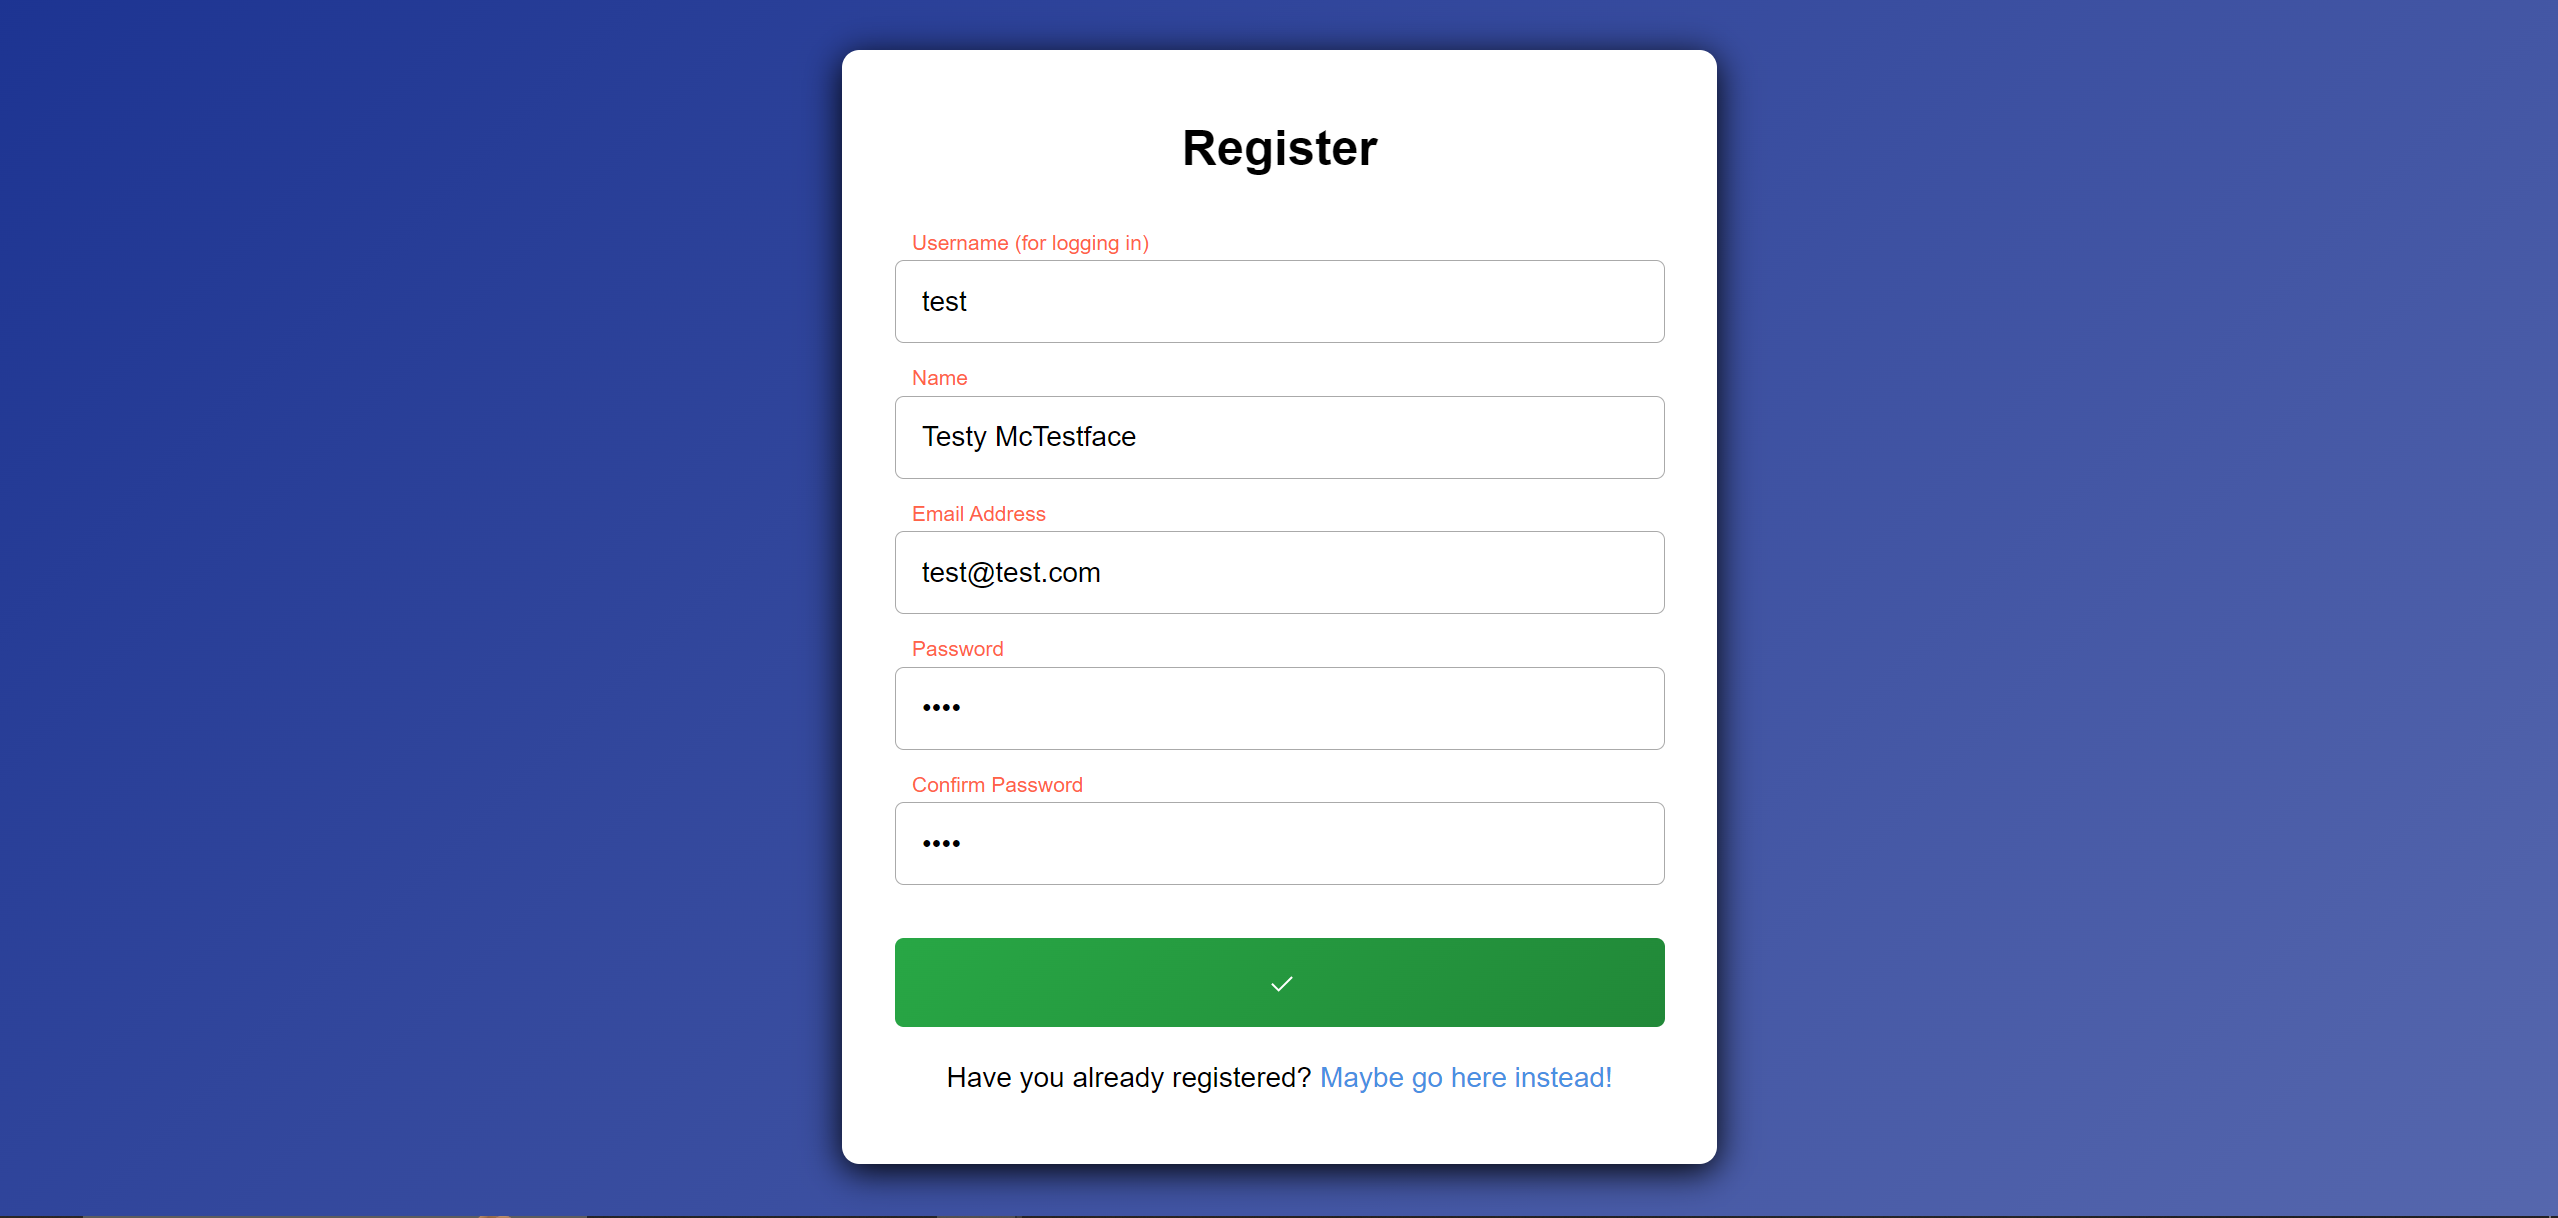 Register
Username (for logging in)
test
Name
Testy McTestface
Email Address
test@test.com
Password
••••
Confirm Password
••••
Have you already registered? Maybe go here instead!